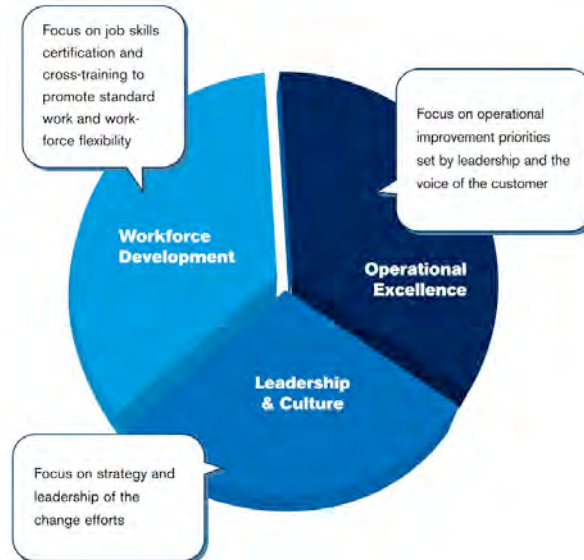 Focus on job skills
certification and
cross-training to
promote standard
work and work-
force flexibility
Focus on operational
improvement priorities
set by leadership and the
voice of the customer
Workforce
Development
Operational
Excellence
Leadership
& Culture
Focus on strategy and
leadership of the
change efforts